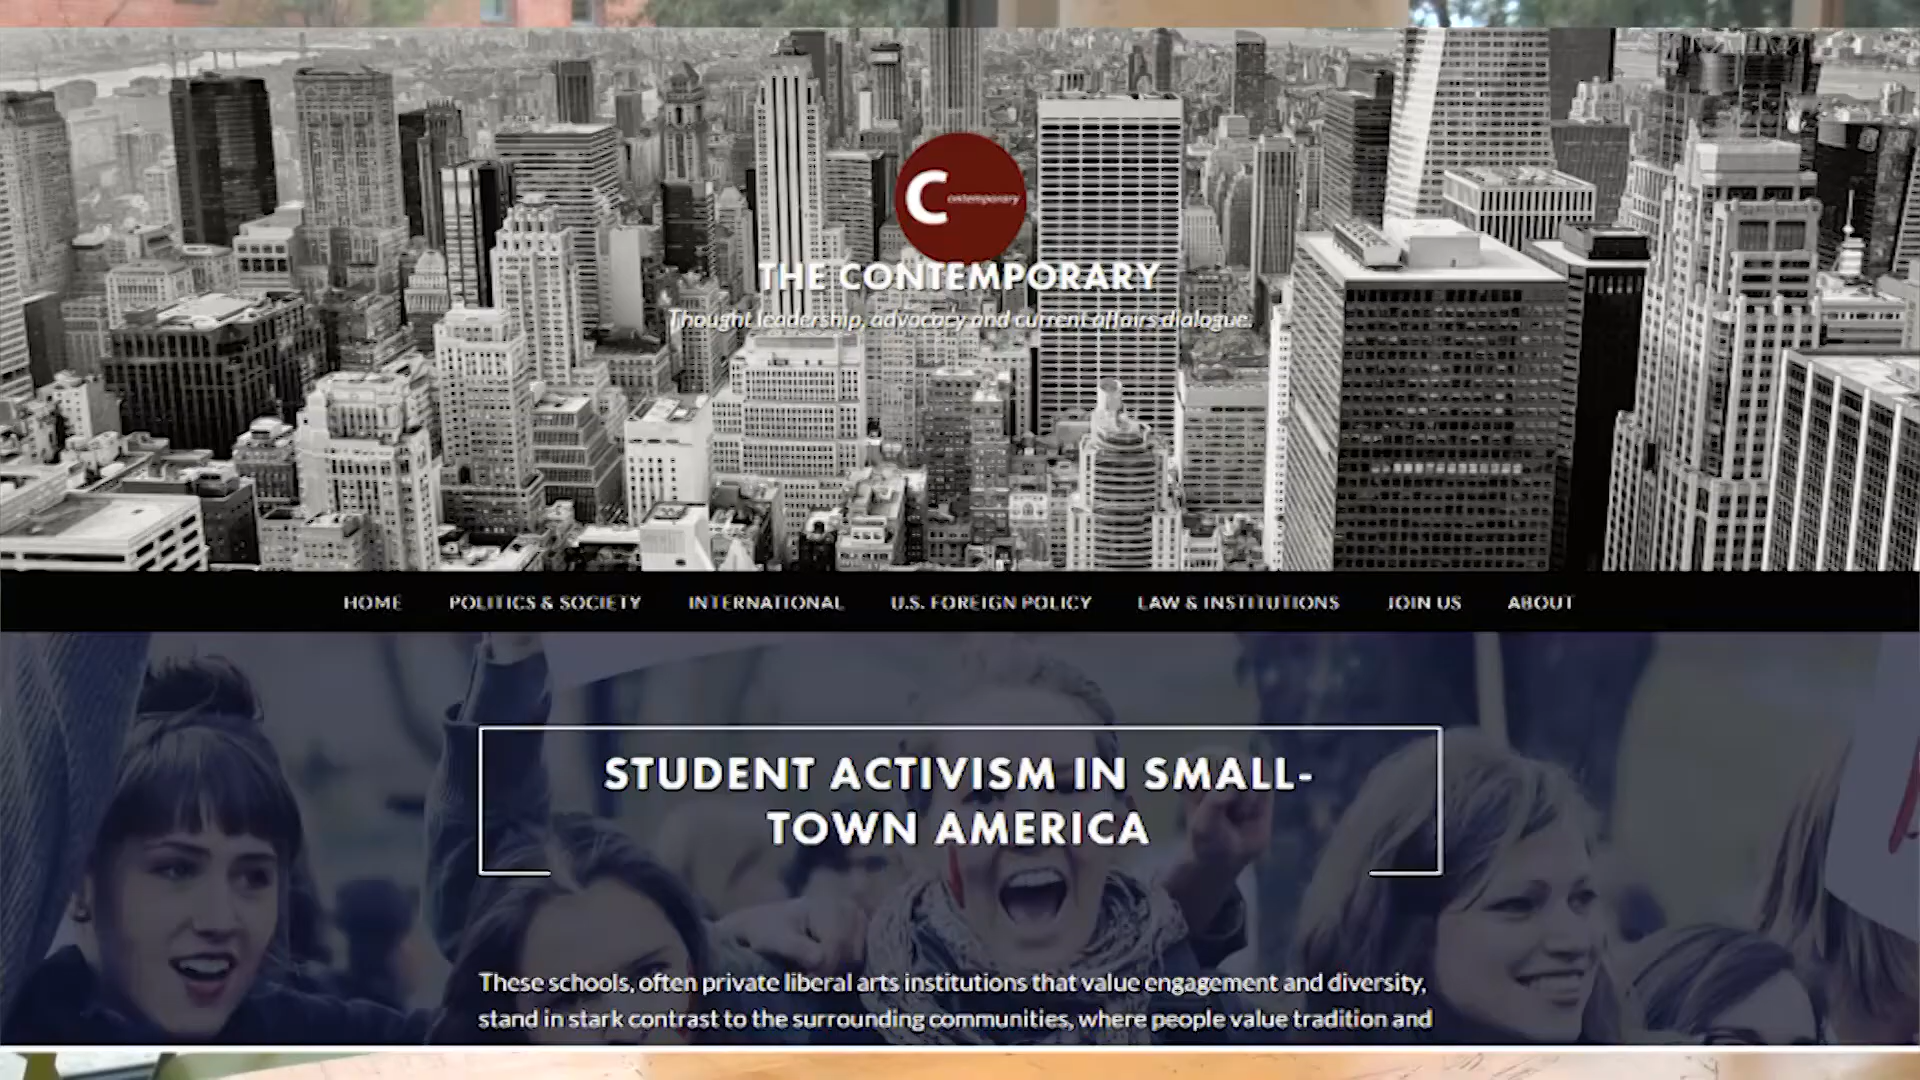 Contemporary
THE CONTEMPORARY
Thought leadership, advocacy and current affairs dialogue.
HOME POLITICS & SOCIETY INTERNATIONAL U.S. FOREIGN POLICY LAW & INSTITUTIONS JOIN US ABOUT
STUDENT ACTIVISM IN SMALL-
TOWN AMERICA
These schools, often private liberal arts institutions that value engagement and diversity,
stand in stark contrast to the surrounding communities, where people value tradition and